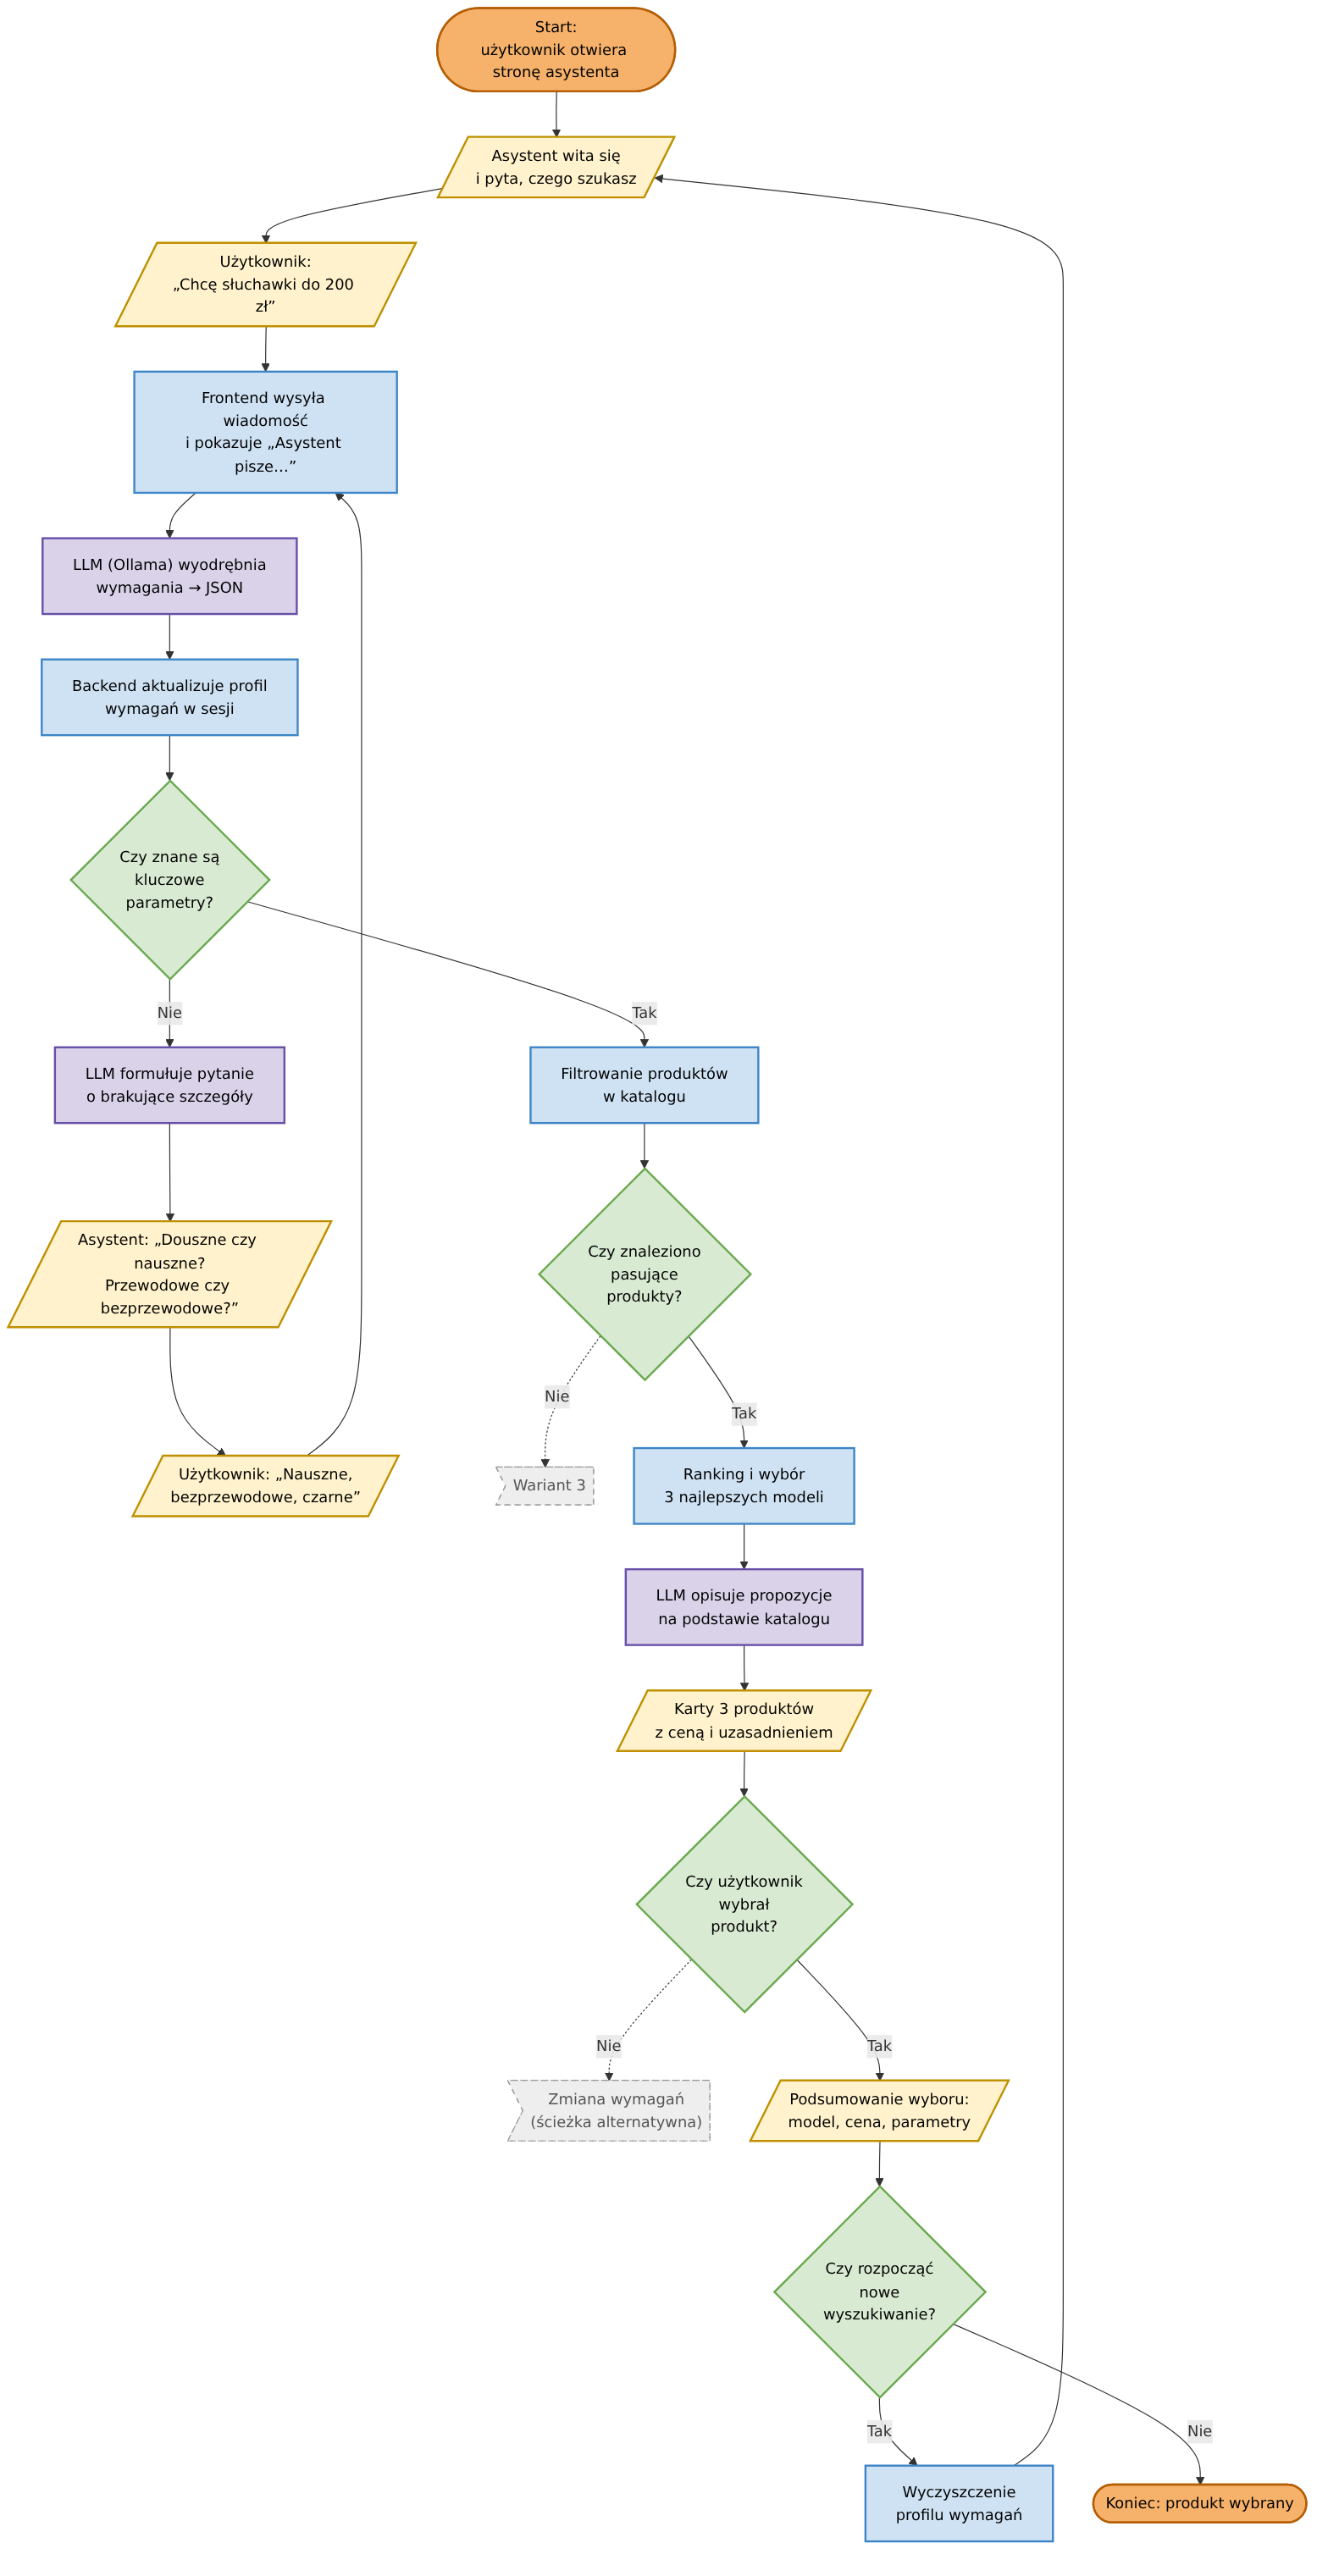 Start:
użytkownik otwiera
stronę asystenta
Asystent wita się
i pyta, czego szukasz
Użytkownik:
„Chcę słuchawki do 200
zł”
Frontend wysyła
wiadomość
i pokazuje „Asystent
pisze…”
LLM (Ollama) wyodrębnia
wymagania → JSON
Backend aktualizuje profil
wymagań w sesji
Czy znane są
kluczowe
parametry?
Nie
Tak
LLM formułuje pytanie
o brakujące szczegóły
Filtrowanie produktów
w katalogu
Asystent: „Douszne czy
nauszne?
Przewodowe czy
bezprzewodowe?”
Czy znaleziono
pasujące
produkty?
Nie
Tak
Użytkownik: „Nauszne,
bezprzewodowe, czarne”
Wariant 3
Ranking i wybór
3 najlepszych modeli
LLM opisuje propozycje
na podstawie katalogu
Karty 3 produktów
z ceną i uzasadnieniem
Czy użytkownik
wybrał
produkt?
Nie
Tak
Zmiana wymagań
(ścieżka alternatywna)
Podsumowanie wyboru:
model, cena, parametry
Czy rozpocząć
nowe
wyszukiwanie?
Tak
Nie
Wyczyszczenie
profilu wymagań
Koniec: produkt wybrany